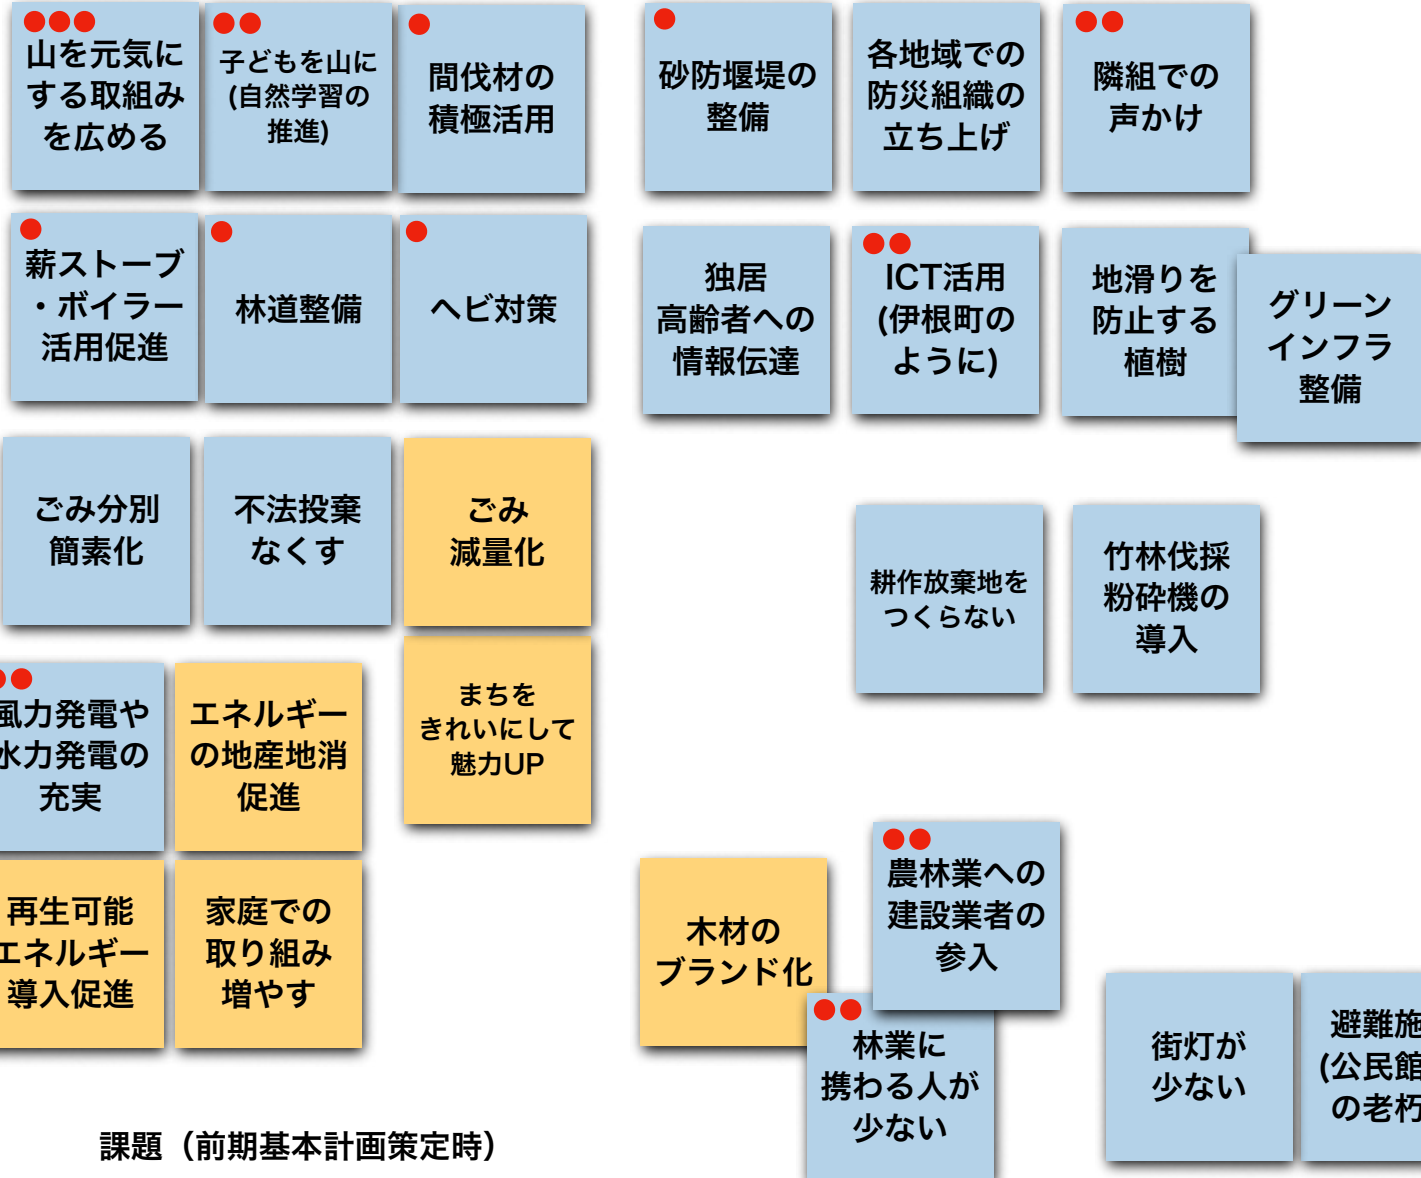 山を元気に
する取組み
を広める
子どもを山に
(自然学習の
推進)
間伐材の
積極活用
砂防堰堤の
整備
各地域での
防災組織の
立ち上げ
隣組での
声かけ
薪ストーブ
・ボイラー
活用促進
林道整備
ヘビ対策
独居
高齢者への
情報伝達
ICT活用
(伊根町の
ように)
地滑りを
防止する
植樹
グリーン
インフラ
整備
ごみ分別
簡素化
不法投棄
なくす
ごみ
減量化
耕作放棄地を
つくらない
竹林伐採
粉砕機の
導入
風力発電や
水力発電の
充実
エネルギー
の地産地消
促進
まちを
きれいにして
魅力UP
再生可能
エネルギー
導入促進
家庭での
取り組み
増やす
木材の
ブランド化
農林業への
建設業者の
参入
林業に
携わる人が
少ない
街灯が
少ない
避難施
(公民館
の老朽
課題（前期基本計画策定時）